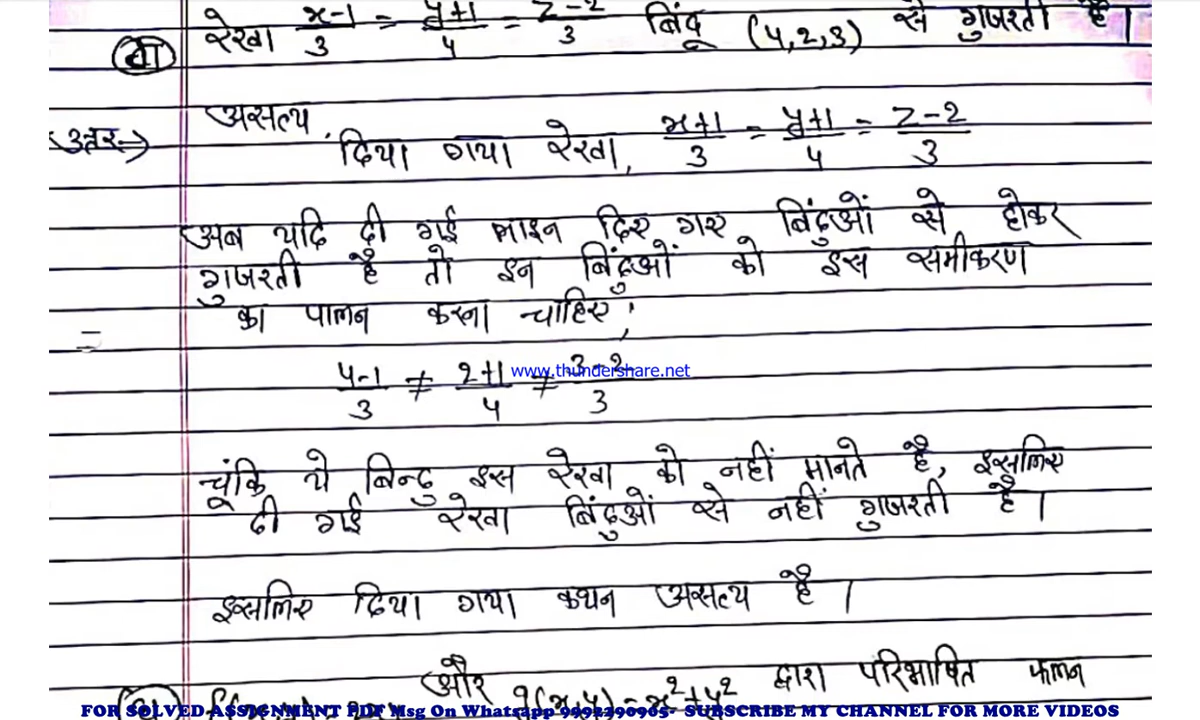 रेखा x-1/3 = y+1/4 = z-2/3 बिंदू (4,2,3) से गुजरती है।
उत्तर:→ असत्य,
दिया गया रेखा, x+1/3 = y+1/4 = z-2/3
अब यदि दी गई लाइन दिए गए बिंदुओं से होकर
गुजरती है तो इन बिंदुओं को इस समीकरण
का पालन करना चाहिए,
=
4-1/3 ≠ 2+1/4 ≠ 3-2/3
www.thundershare.net
चूंकि ये बिन्दु इस रेखा को नहीं मानते है, इसलिए
दी गई रेखा बिंदुओं से नहीं गुजरती है।
इसलिए दिया गया कथन असत्य है।
और g(x,y) = x²+y² द्वारा परिभाषित फलन
FOR SOLVED ASSIGNMENT PDF Msg On Whatsapp 9992390905- SUBSCRIBE MY CHANNEL FOR MORE VIDEOS